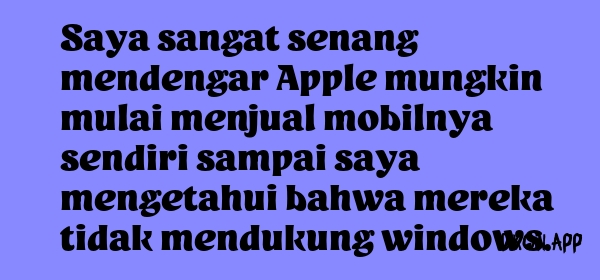 Saya sangat senang
mendengar Apple mungkin
mulai menjual mobilnya
sendiri sampai saya
mengetahui bahwa mereka
tidak mendukung windows.